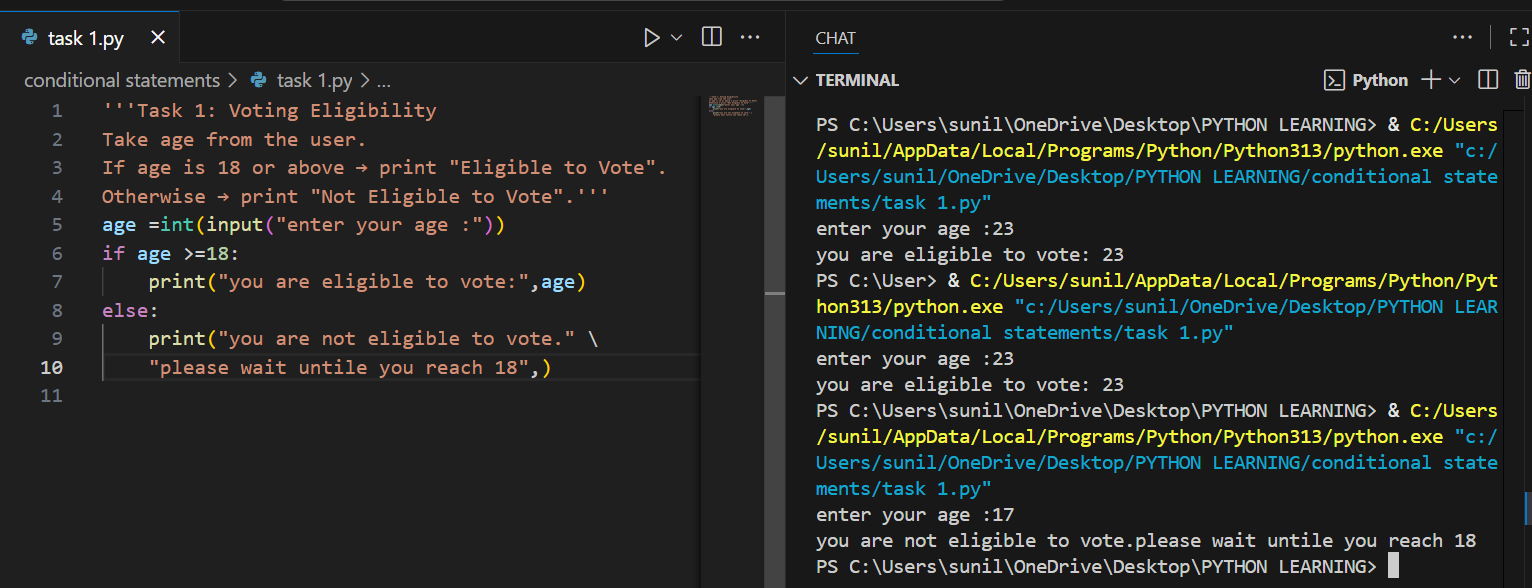 task 1.py
conditional statements > task 1.py > ...
1 '''Task 1: Voting Eligibility
2 Take age from the user.
3 If age is 18 or above → print "Eligible to Vote".
4 Otherwise → print "Not Eligible to Vote".'''
5 age =int(input("enter your age :"))
6 if age >=18:
7     print("you are eligible to vote:",age)
8 else:
9     print("you are not eligible to vote." \
10     "please wait untile you reach 18",)
11
CHAT
TERMINAL
Python
PS C:\Users\sunil\OneDrive\Desktop\PYTHON LEARNING> & C:/Users
/sunil/AppData/Local/Programs/Python/Python313/python.exe "c:/
Users/sunil/OneDrive/Desktop/PYTHON LEARNING/conditional state
ments/task 1.py"
enter your age :23
you are eligible to vote: 23
PS C:\User> & C:/Users/sunil/AppData/Local/Programs/Python/Pyt
hon313/python.exe "c:/Users/sunil/OneDrive/Desktop/PYTHON LEAR
NING/conditional statements/task 1.py"
enter your age :23
you are eligible to vote: 23
PS C:\Users\sunil\OneDrive\Desktop\PYTHON LEARNING> & C:/Users
/sunil/AppData/Local/Programs/Python/Python313/python.exe "c:/
Users/sunil/OneDrive/Desktop/PYTHON LEARNING/conditional state
ments/task 1.py"
enter your age :17
you are not eligible to vote.please wait untile you reach 18
PS C:\Users\sunil\OneDrive\Desktop\PYTHON LEARNING>